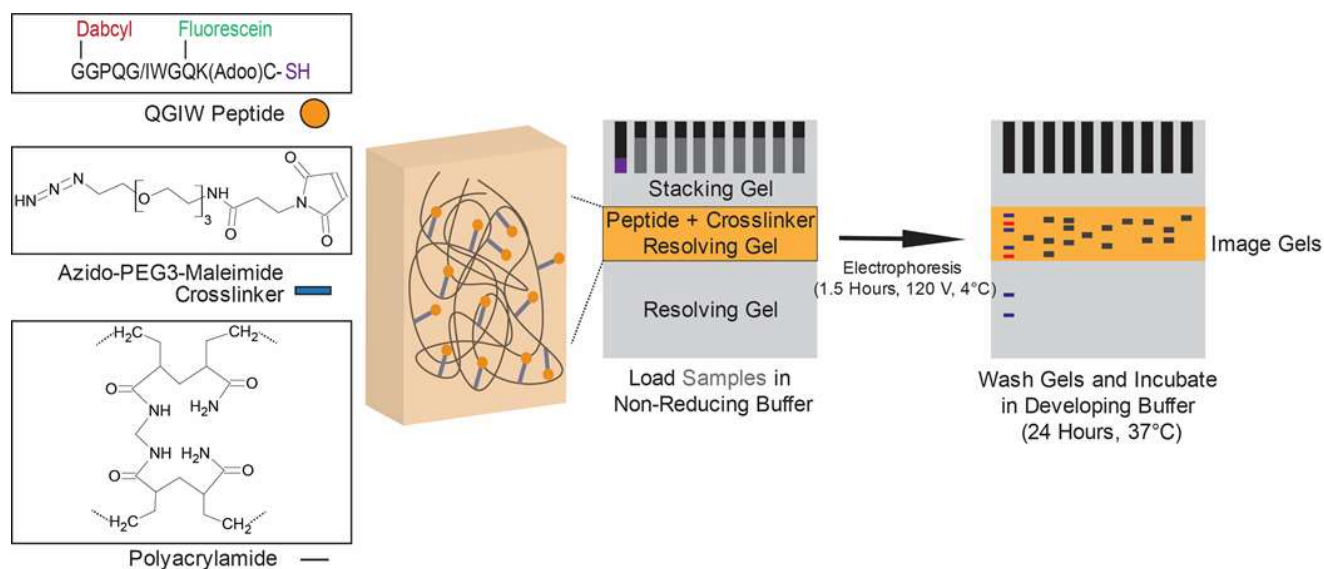 Dabcyl Fluorescein
GGPQG/IWGQK(Adoo)C-SH
QGIW Peptide
HN N N O 3 NH O O N O
Azido-PEG3-Maleimide
Crosslinker
H₂C CH₂
O O
NH H₂N
NH H₂N
O O
H₂C CH₂
Polyacrylamide
Stacking Gel
Peptide + Crosslinker
Resolving Gel
Resolving Gel
Load Samples in
Non-Reducing Buffer
Electrophoresis
(1.5 Hours, 120 V, 4°C)
Image Gels
Wash Gels and Incubate
in Developing Buffer
(24 Hours, 37°C)